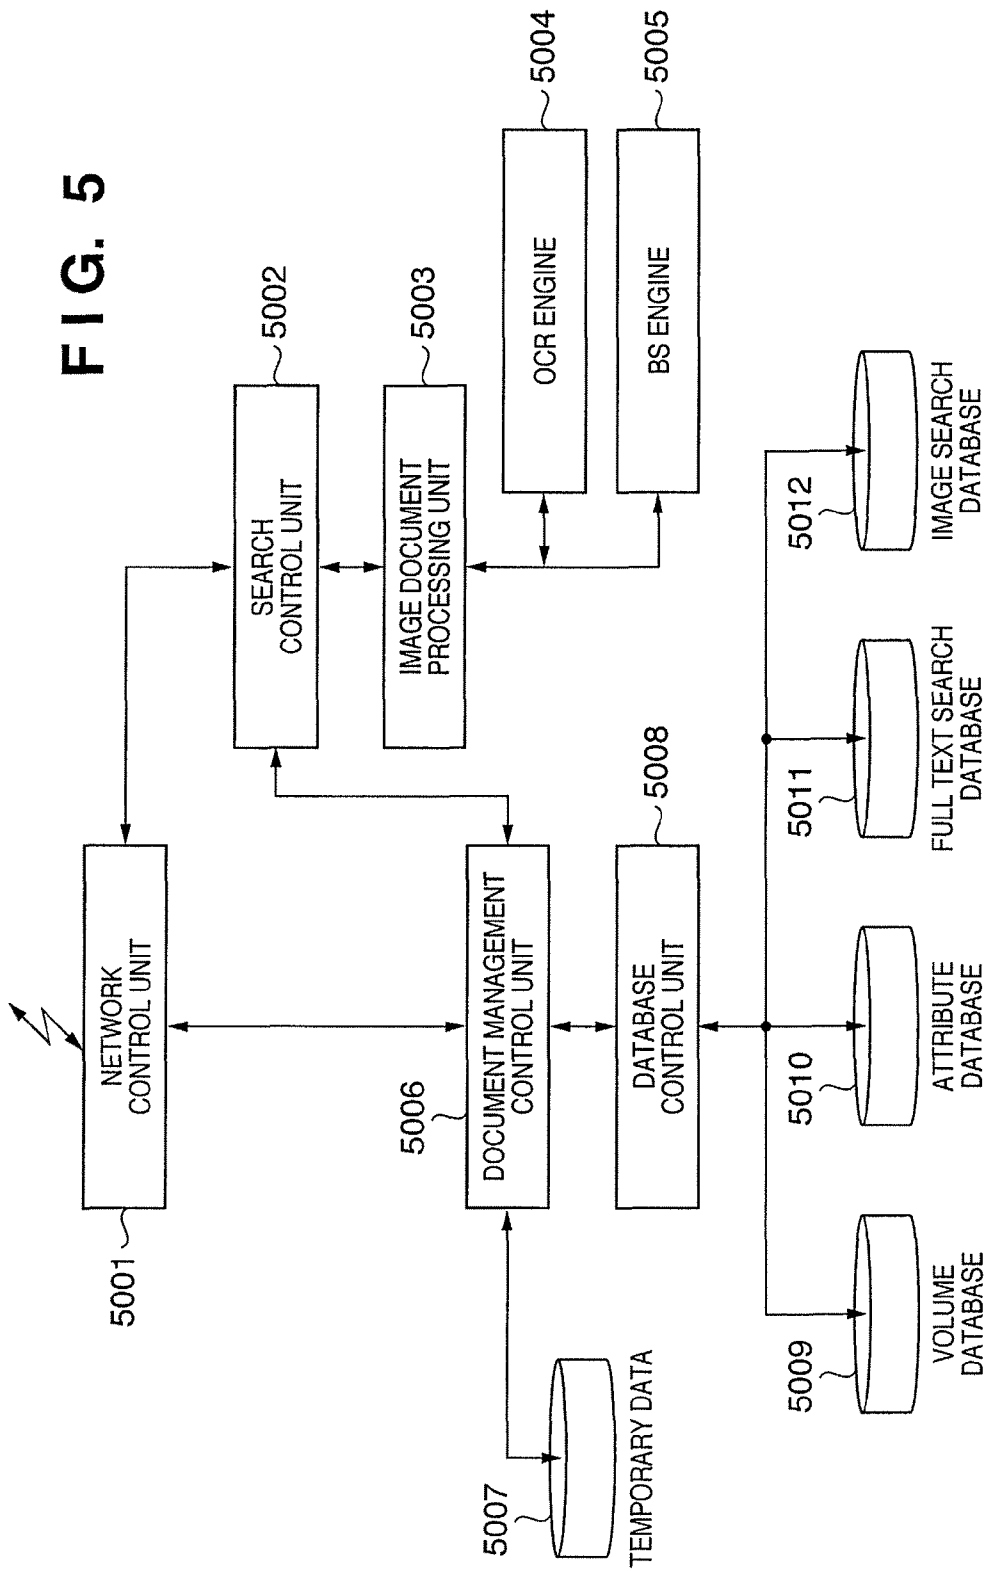 FIG. 5
5001
NETWORK
CONTROL UNIT
5002
SEARCH
CONTROL UNIT
5003
IMAGE DOCUMENT
PROCESSING UNIT
5004
OCR ENGINE
5005
BS ENGINE
5006
DOCUMENT MANAGEMENT
CONTROL UNIT
5007
TEMPORARY DATA
5008
DATABASE
CONTROL UNIT
5009
VOLUME
DATABASE
5010
ATTRIBUTE
DATABASE
5011
FULL TEXT SEARCH
DATABASE
5012
IMAGE SEARCH
DATABASE